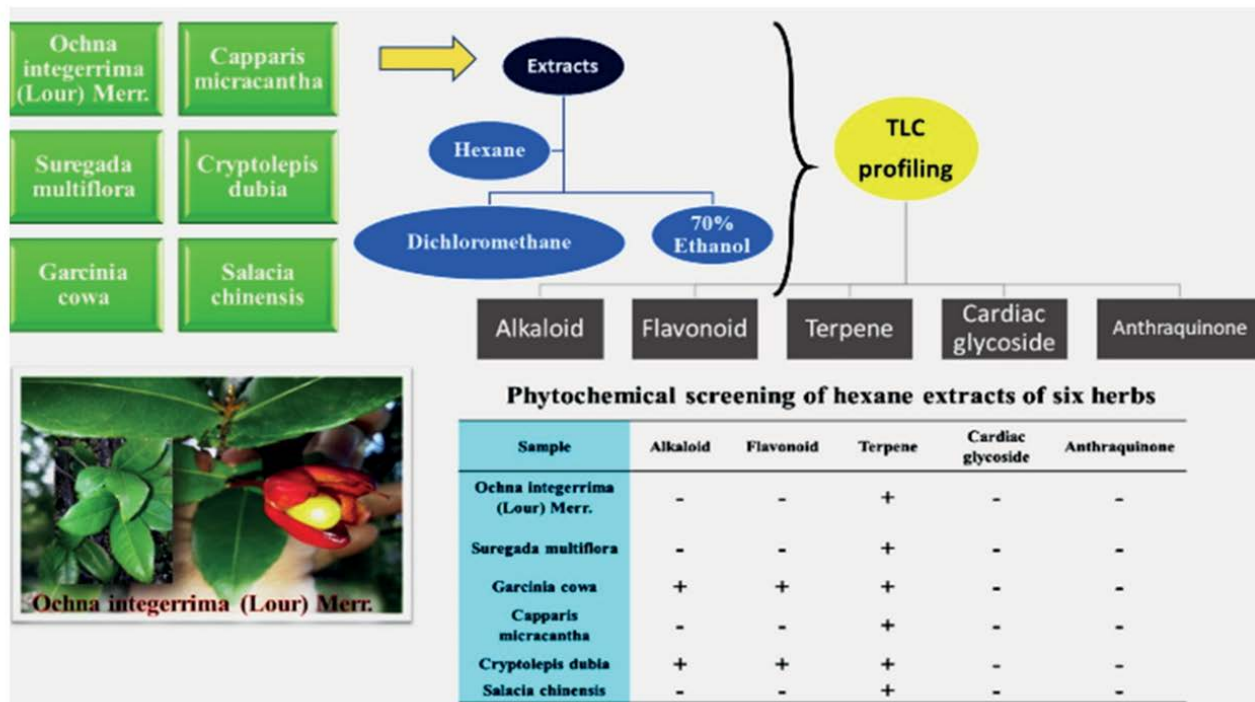 Ochna
integerrima
(Lour) Merr.
Capparis
micracantha
Suregada
multiflora
Cryptolepis
dubia
Garcinia
cowa
Salacia
chinensis
Extracts
Hexane
Dichloromethane
70%
Ethanol
TLC
profiling
Alkaloid
Flavonoid
Terpene
Cardiac
glycoside
Anthraquinone
Ochna integerrima (Lour) Merr.
Phytochemical screening of hexane extracts of six herbs
Sample Alkaloid Flavonoid Terpene Cardiac glycoside Anthraquinone
Ochna integerrima
(Lour) Merr. - - + - -
Suregada multiflora - - + - -
Garcinia cowa + + + - -
Capparis
micracantha - - + - -
Cryptolepis dubia + + + - -
Salacia chinensis - - + - -